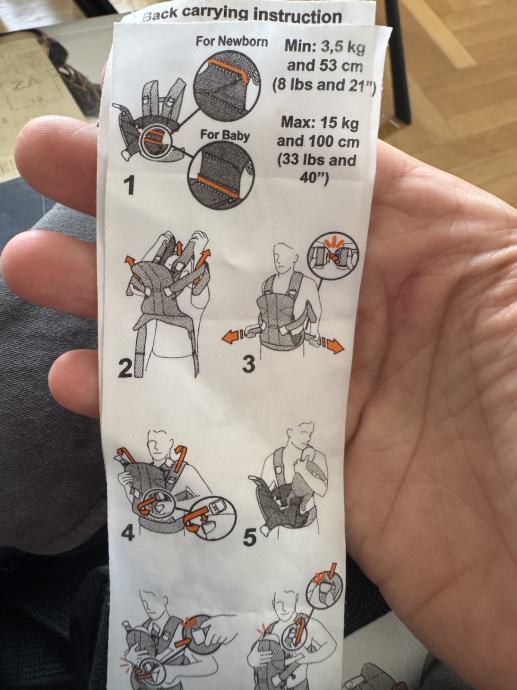 Back carrying instruction
For Newborn
Min: 3,5 kg
and 53 cm
(8 lbs and 21")
For Baby
Max: 15 kg
and 100 cm
(33 lbs and
40”)
1
2
3
4
5